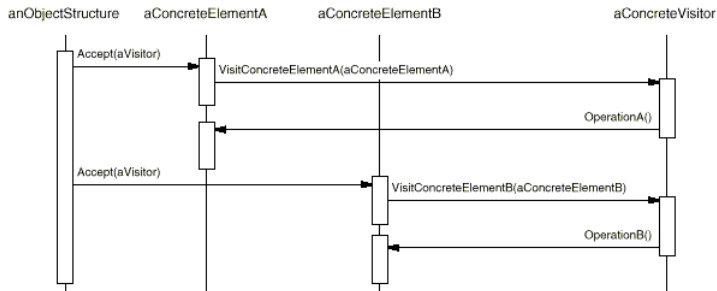 anObjectStructure aConcreteElementA aConcreteElementB aConcreteVisitor
Accept(aVisitor)
VisitConcreteElementA(aConcreteElementA)
OperationA()
Accept(aVisitor)
VisitConcreteElementB(aConcreteElementB)
OperationB()